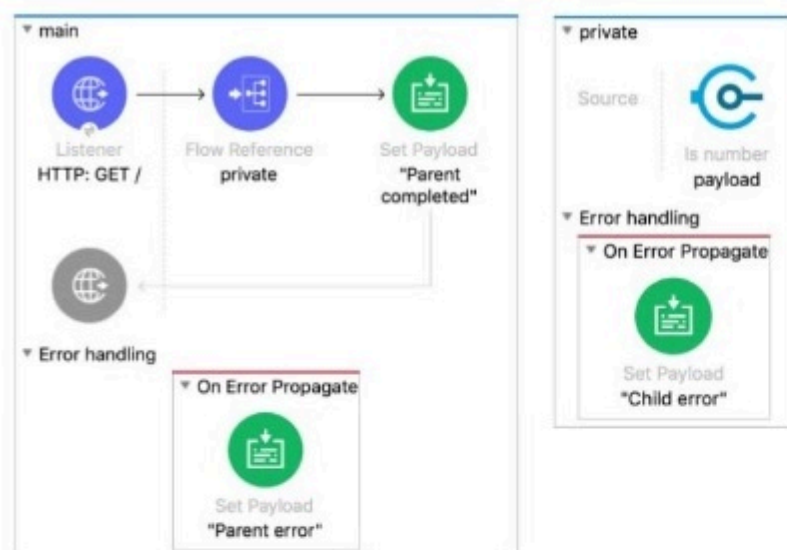 main
Listener
HTTP: GET /
Flow Reference
private
Set Payload
"Parent
completed"
Error handling
On Error Propagate
Set Payload
"Parent error"
private
Source
Is number
payload
Error handling
On Error Propagate
Set Payload
"Child error"